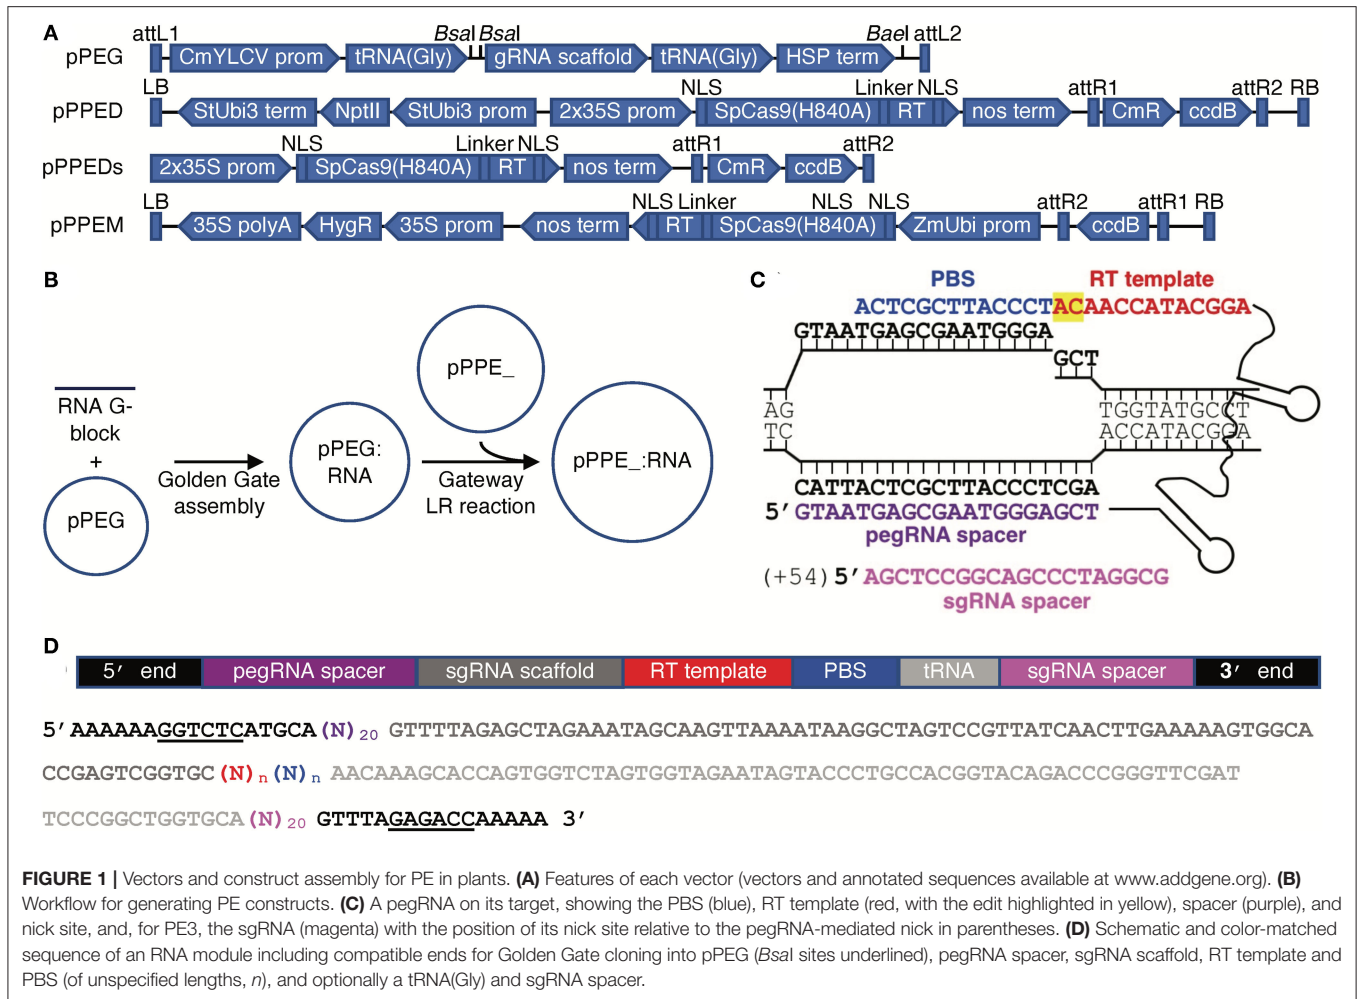 A
attL1 BsaI BsaI BaeI attL2
pPEG CmYLCV prom tRNA(Gly) gRNA scaffold tRNA(Gly) HSP term
LB NLS Linker NLS attR1 attR2 RB
pPPED StUbi3 term NptII StUbi3 prom 2x35S prom SpCas9(H840A) RT nos term CmR ccdB
NLS Linker NLS attR1 attR2
pPPEDs 2x35S prom SpCas9(H840A) RT nos term CmR ccdB
LB NLS Linker NLS NLS attR2 attR1 RB
pPPEM 35S polyA HygR 35S prom nos term RT SpCas9(H840A) ZmUbi prom ccdB
B
RNA G-
block
+
pPEG
Golden Gate
assembly
pPEG:
RNA
pPPE_
Gateway
LR reaction
pPPE_:RNA
C
PBS RT template
ACTCGCTTACCCTACAACCATACGGA
GTAATGAGCGAATGGGA
GCT
AG TGGTATGCCT
TC ACCATACGGA
CATTACTCGCTTACCCTCGA
5′ GTAATGAGCGAATGGGAGCT
pegRNA spacer
(+54) 5′ AGCTCCGGCAGCCCTAGGCG
sgRNA spacer
D
5′ end pegRNA spacer sgRNA scaffold RT template PBS tRNA sgRNA spacer 3′ end
5′ AAAAAAGGTCTCATGCA (N)20 GTTTTAGAGCTAGAAATAGCAAGTTAAAATAAGGCTAGTCCGTTATCAACTTGAAAAAGTGGCA
CCGAGTCGGTGC (N)n (N)n AACAAAGCACCAGTGGTCTAGTGGTAGAATAGTACCCTGCCACGGTACAGACCCGGGTTCGAT
TCCCGGCTGGTGCA (N)20 GTTTAGAGACCAAAAA 3′
FIGURE 1 | Vectors and construct assembly for PE in plants. (A) Features of each vector (vectors and annotated sequences available at www.addgene.org). (B)
Workflow for generating PE constructs. (C) A pegRNA on its target, showing the PBS (blue), RT template (red, with the edit highlighted in yellow), spacer (purple), and
nick site, and, for PE3, the sgRNA (magenta) with the position of its nick site relative to the pegRNA-mediated nick in parentheses. (D) Schematic and color-matched
sequence of an RNA module including compatible ends for Golden Gate cloning into pPEG (BsaI sites underlined), pegRNA spacer, sgRNA scaffold, RT template and
PBS (of unspecified lengths, n), and optionally a tRNA(Gly) and sgRNA spacer.